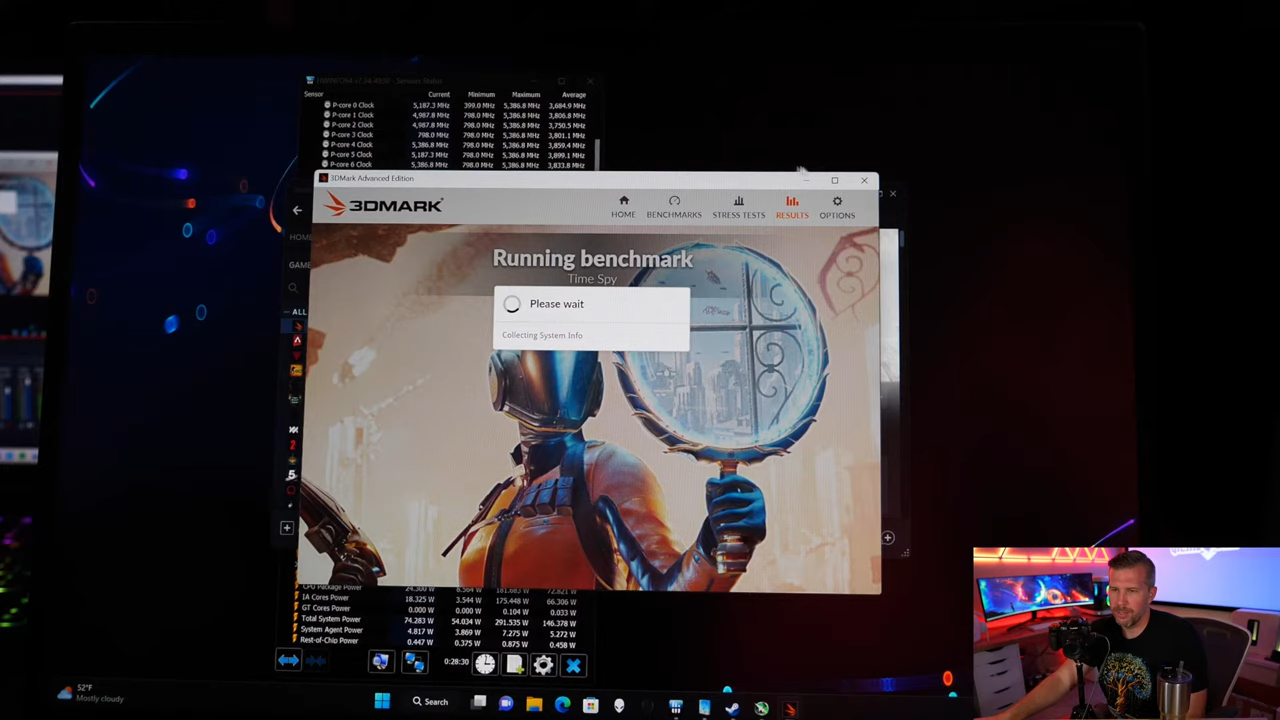 Sensor Current Minimum Maximum Average
P-core 0 Clock 5,187.3 MHz 399.0 MHz 5,386.8 MHz 3,684.9 MHz
P-core 1 Clock 4,987.8 MHz 798.0 MHz 5,386.8 MHz 3,806.8 MHz
P-core 2 Clock 4,987.8 MHz 798.0 MHz 5,386.8 MHz 3,750.5 MHz
P-core 3 Clock 798.0 MHz 798.0 MHz 5,386.8 MHz 3,801.1 MHz
P-core 4 Clock 5,386.8 MHz 798.0 MHz 5,386.8 MHz 3,859.4 MHz
P-core 5 Clock 5,187.3 MHz 798.0 MHz 5,386.8 MHz 3,899.1 MHz
P-core 6 Clock 5,386.8 MHz 798.0 MHz 5,386.8 MHz 3,833.8 MHz
3DMark Advanced Edition
3DMARK
HOME BENCHMARKS STRESS TESTS RESULTS OPTIONS
HOM
GAME
ALL
Running benchmark
Time Spy
Please wait
Collecting System Info
CPU Package Power
IA Cores Power 18.325 W 3.544 W 175.448 W 66.306 W
GT Cores Power 0.000 W 0.000 W 0.104 W 0.033 W
Total System Power 74.283 W 54.034 W 291.535 W 146.378 W
System Agent Power 4.817 W 3.869 W 7.275 W 5.272 W
Rest-of-Chip Power 0.447 W 0.375 W 0.875 W 0.458 W
0:28:30
52°F
Mostly cloudy
Search